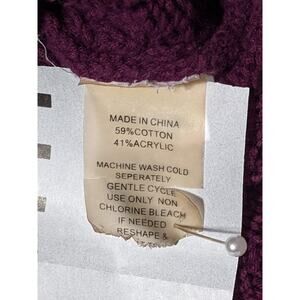 MADE IN CHINA
59%COTTON
41%ACRYLIC
MACHINE WASH COLD
SEPERATELY
GENTLE CYCLE
USE ONLY NON
CHLORINE BLEACH
IF NEEDED
RESHAPE &